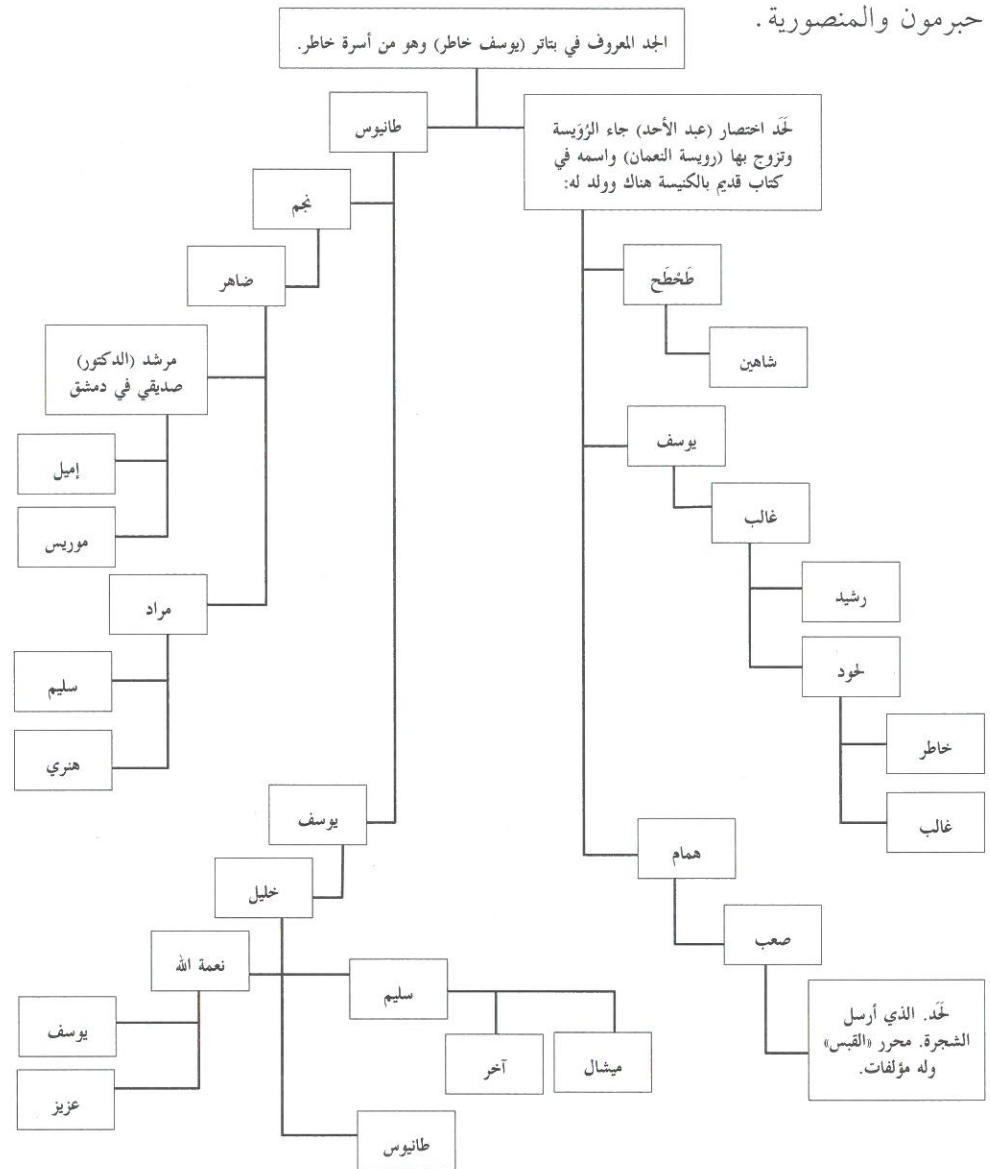 حبرمون والمنصورية.
الجد المعروف في بتاتر (يوسف خاطر) وهو من أسرة خاطر.
لَحَد اختصار (عبد الأحد) جاء الرُوَيسة
وتزوج بها (رويسة النعمان) واسمه في
كتاب قديم بالكنيسة هناك وولد له:
طَحْطَح
شاهين
يوسف
غالب
رشيد
لحود
خاطر
غالب
همام
صعب
لَحَد. الذي أرسل
الشجرة. محرر «القبس»
وله مؤلفات.
طانيوس
نجم
ضاهر
مرشد (الدكتور)
صديقي في دمشق
إميل
موريس
مراد
سليم
هنري
يوسف
خليل
نعمة الله
يوسف
عزيز
سليم
ميشال
آخر
طانيوس